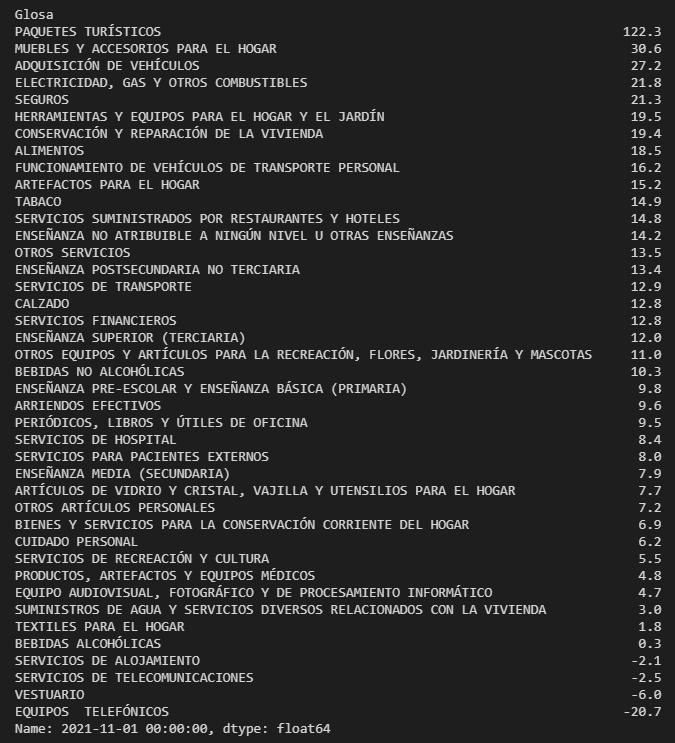 Glosa
PAQUETES TURÍSTICOS 122.3
MUEBLES Y ACCESORIOS PARA EL HOGAR 30.6
ADQUISICIÓN DE VEHÍCULOS 27.2
ELECTRICIDAD, GAS Y OTROS COMBUSTIBLES 21.8
SEGUROS 21.3
HERRAMIENTAS Y EQUIPOS PARA EL HOGAR Y EL JARDÍN 19.5
CONSERVACIÓN Y REPARACIÓN DE LA VIVIENDA 19.4
ALIMENTOS 18.5
FUNCIONAMIENTO DE VEHÍCULOS DE TRANSPORTE PERSONAL 16.2
ARTEFACTOS PARA EL HOGAR 15.2
TABACO 14.9
SERVICIOS SUMINISTRADOS POR RESTAURANTES Y HOTELES 14.8
ENSEÑANZA NO ATRIBUIBLE A NINGÚN NIVEL U OTRAS ENSEÑANZAS 14.2
OTROS SERVICIOS 13.5
ENSEÑANZA POSTSECUNDARIA NO TERCIARIA 13.4
SERVICIOS DE TRANSPORTE 12.9
CALZADO 12.8
SERVICIOS FINANCIEROS 12.8
ENSEÑANZA SUPERIOR (TERCIARIA) 12.0
OTROS EQUIPOS Y ARTÍCULOS PARA LA RECREACIÓN, FLORES, JARDINERÍA Y MASCOTAS 11.0
BEBIDAS NO ALCOHÓLICAS 10.3
ENSEÑANZA PRE-ESCOLAR Y ENSEÑANZA BÁSICA (PRIMARIA) 9.8
ARRIENDOS EFECTIVOS 9.6
PERIÓDICOS, LIBROS Y ÚTILES DE OFICINA 9.5
SERVICIOS DE HOSPITAL 8.4
SERVICIOS PARA PACIENTES EXTERNOS 8.0
ENSEÑANZA MEDIA (SECUNDARIA) 7.9
ARTÍCULOS DE VIDRIO Y CRISTAL, VAJILLA Y UTENSILIOS PARA EL HOGAR 7.7
OTROS ARTÍCULOS PERSONALES 7.2
BIENES Y SERVICIOS PARA LA CONSERVACIÓN CORRIENTE DEL HOGAR 6.9
CUIDADO PERSONAL 6.2
SERVICIOS DE RECREACIÓN Y CULTURA 5.5
PRODUCTOS, ARTEFACTOS Y EQUIPOS MÉDICOS 4.8
EQUIPO AUDIOVISUAL, FOTOGRÁFICO Y DE PROCESAMIENTO INFORMÁTICO 4.7
SUMINISTROS DE AGUA Y SERVICIOS DIVERSOS RELACIONADOS CON LA VIVIENDA 3.0
TEXTILES PARA EL HOGAR 1.8
BEBIDAS ALCOHÓLICAS 0.3
SERVICIOS DE ALOJAMIENTO -2.1
SERVICIOS DE TELECOMUNICACIONES -2.5
VESTUARIO -6.0
EQUIPOS  TELEFÓNICOS -20.7
Name: 2021-11-01 00:00:00, dtype: float64